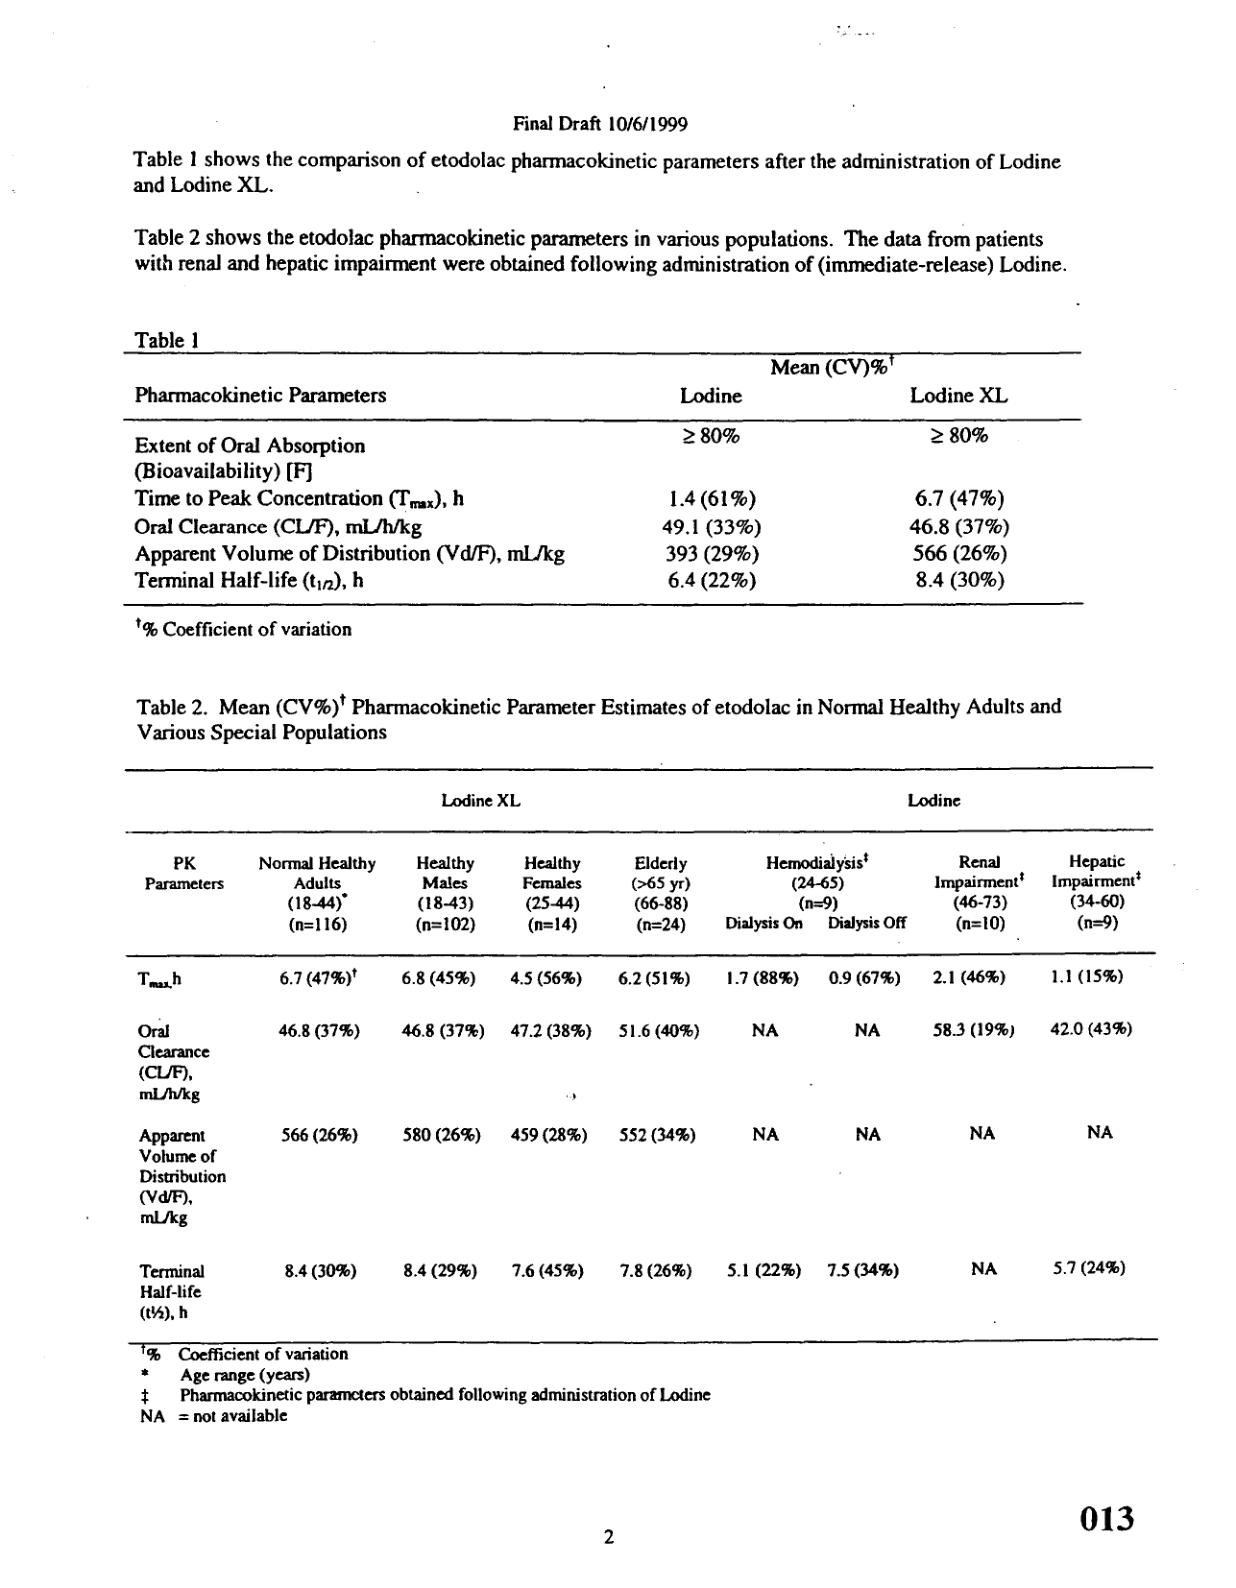 Final Draft 10/6/1999
Table 1 shows the comparison of etodolac pharmacokinetic parameters after the administration of Lodine
and Lodine XL.
Table 2 shows the etodolac pharmacokinetic parameters in various populations. The data from patients
with renal and hepatic impairment were obtained following administration of (immediate-release) Lodine.
Table 1
Mean (CV)%†
Pharmacokinetic Parameters Lodine Lodine XL
Extent of Oral Absorption ≥ 80% ≥ 80%
(Bioavailability) [F]
Time to Peak Concentration (Tmax), h 1.4 (61%) 6.7 (47%)
Oral Clearance (CL/F), mL/h/kg 49.1 (33%) 46.8 (37%)
Apparent Volume of Distribution (Vd/F), mL/kg 393 (29%) 566 (26%)
Terminal Half-life (t1/2), h 6.4 (22%) 8.4 (30%)
†% Coefficient of variation
Table 2. Mean (CV%)† Pharmacokinetic Parameter Estimates of etodolac in Normal Healthy Adults and
Various Special Populations
Lodine XL Lodine
PK Normal Healthy Healthy Healthy Elderly Hemodialysis‡ Renal Hepatic
Parameters Adults Males Females (>65 yr) (24-65) Impairment‡ Impairment‡
(18-44)* (18-43) (25-44) (66-88) (n=9) (46-73) (34-60)
(n=116) (n=102) (n=14) (n=24) Dialysis On Dialysis Off (n=10) (n=9)
Tmax,h 6.7 (47%)† 6.8 (45%) 4.5 (56%) 6.2 (51%) 1.7 (88%) 0.9 (67%) 2.1 (46%) 1.1 (15%)
Oral 46.8 (37%) 46.8 (37%) 47.2 (38%) 51.6 (40%) NA NA 58.3 (19%) 42.0 (43%)
Clearance
(CL/F),
mL/h/kg
Apparent 566 (26%) 580 (26%) 459 (28%) 552 (34%) NA NA NA NA
Volume of
Distribution
(Vd/F),
mL/kg
Terminal 8.4 (30%) 8.4 (29%) 7.6 (45%) 7.8 (26%) 5.1 (22%) 7.5 (34%) NA 5.7 (24%)
Half-life
(t½), h
†% Coefficient of variation
* Age range (years)
‡ Pharmacokinetic parameters obtained following administration of Lodine
NA = not available
013
2